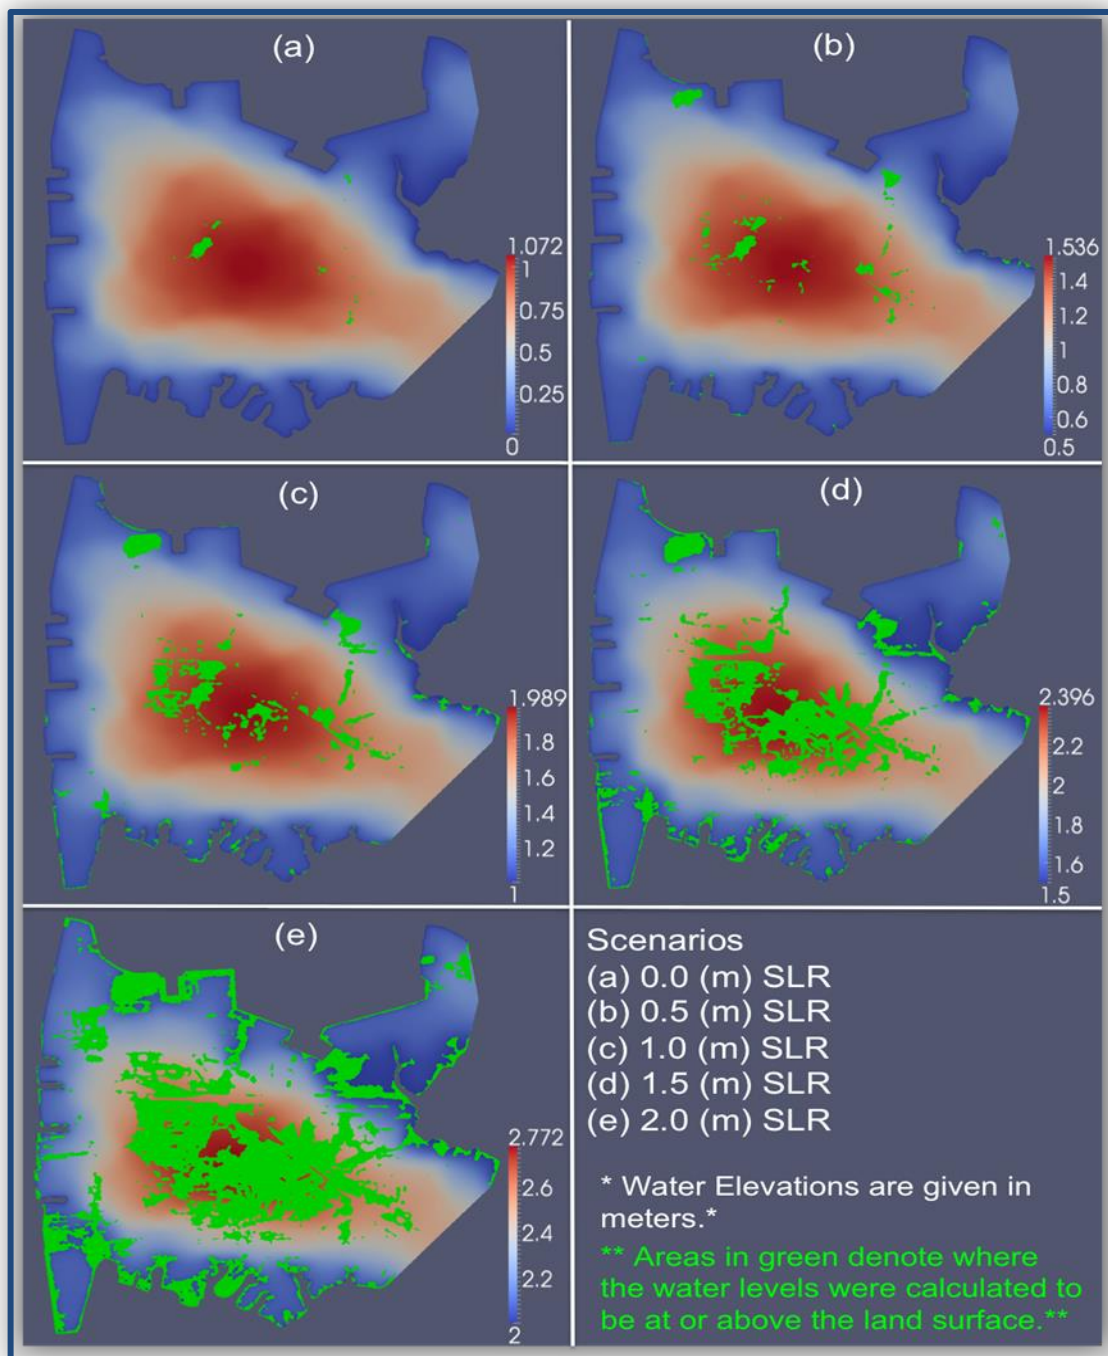 (a)
1.072
1
0.75
0.5
0.25
0
(b)
1.536
1.4
1.2
1
0.8
0.6
0.5
(c)
1.989
1.8
1.6
1.4
1.2
1
(d)
2.396
2.2
2
1.8
1.6
1.5
(e)
2.772
2.6
2.4
2.2
2
Scenarios
(a) 0.0 (m) SLR
(b) 0.5 (m) SLR
(c) 1.0 (m) SLR
(d) 1.5 (m) SLR
(e) 2.0 (m) SLR
* Water Elevations are given in
meters.*
** Areas in green denote where
the water levels were calculated to
be at or above the land surface.**